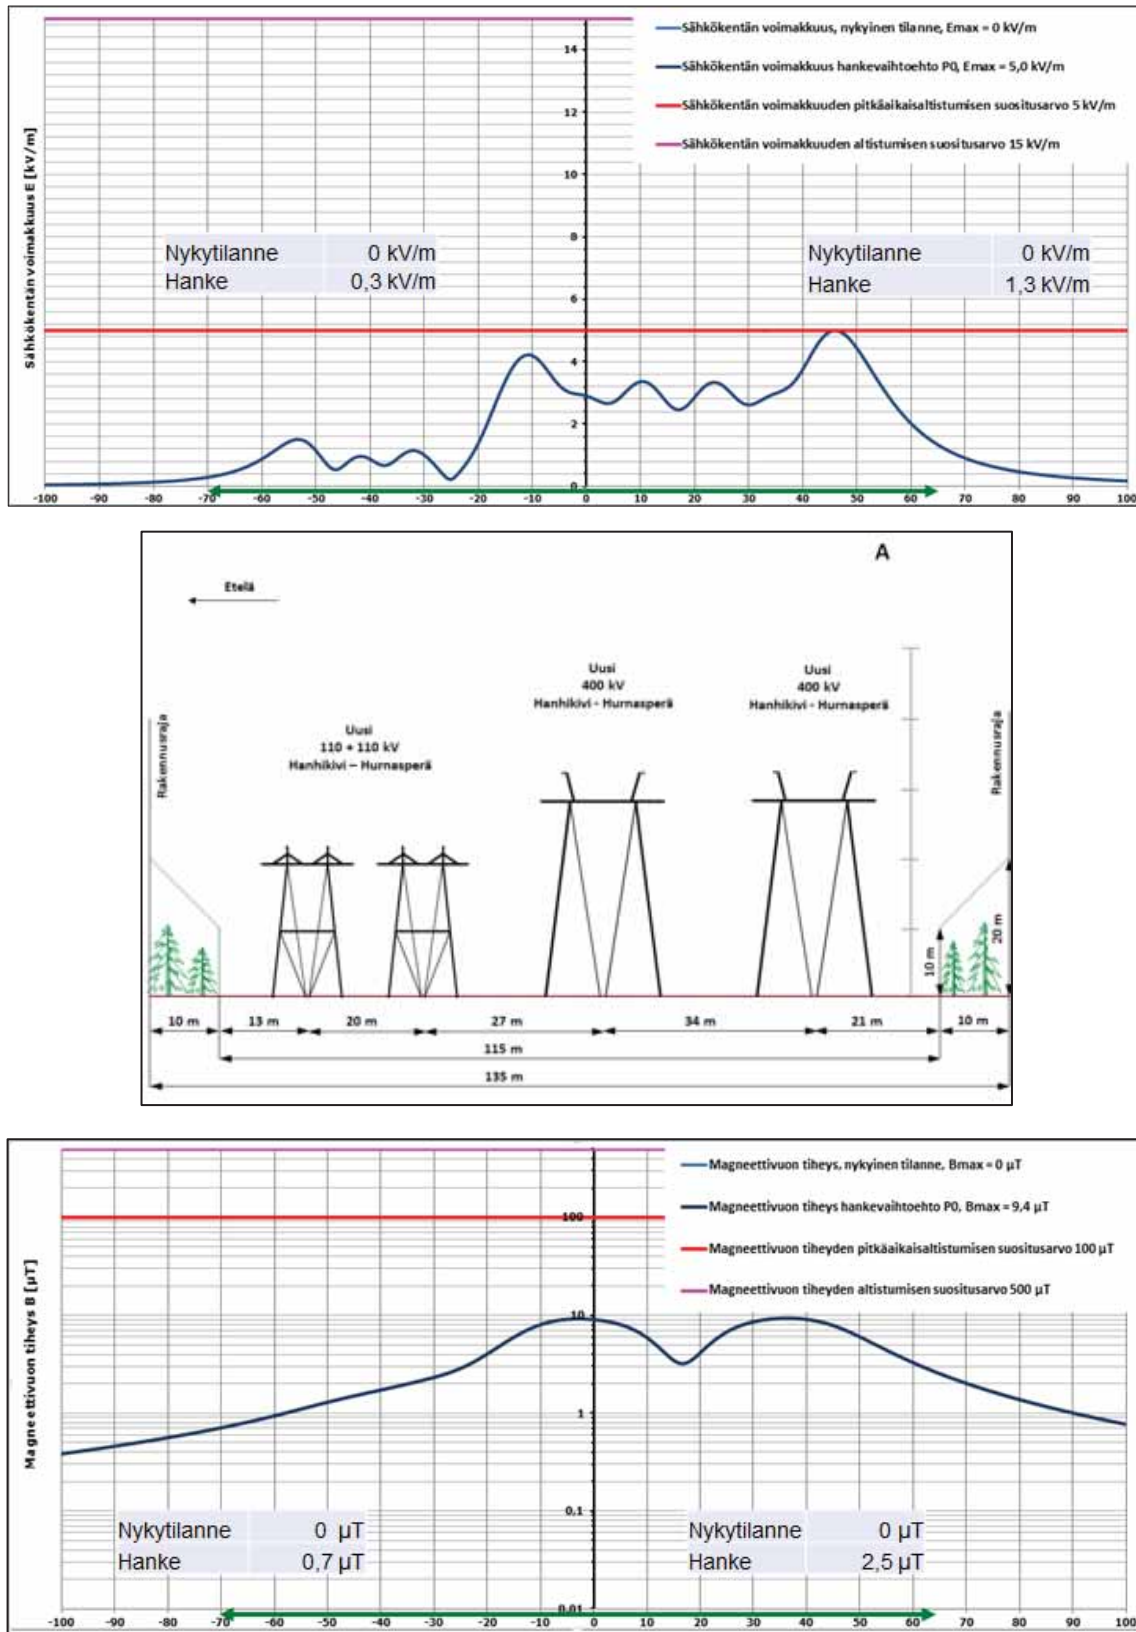 Sähkökentän voimakkuus, nykyinen tilanne, Emax = 0 kV/m
Sähkökentän voimakkuus hankevaihtoehto P0, Emax = 5,0 kV/m
Sähkökentän voimakkuuden pitkäaikaisaltistumisen suositusarvo 5 kV/m
Sähkökentän voimakkuuden altistumisen suositusarvo 15 kV/m
Sähkökentän voimakkuus E [kV/m]
14
12
10
8
6
4
2
0
Nykytilanne 0 kV/m
Hanke 0,3 kV/m
Nykytilanne 0 kV/m
Hanke 1,3 kV/m
-100 -90 -80 -70 -60 -50 -40 -30 -20 -10 0 10 20 30 40 50 60 70 80 90 100
A
Etelä
Uusi
400 kV
Hanhikivi - Hurnasperä
Uusi
400 kV
Hanhikivi - Hurnasperä
Uusi
110 + 110 kV
Hanhikivi – Hurnasperä
Rakennusraja
Rakennusraja
10 m
20 m
10 m 13 m 20 m 27 m 34 m 21 m 10 m
115 m
135 m
Magneettivuon tiheys, nykyinen tilanne, Bmax = 0 µT
Magneettivuon tiheys hankevaihtoehto P0, Bmax = 9,4 µT
Magneettivuon tiheyden pitkäaikaisaltistumisen suositusarvo 100 µT
Magneettivuon tiheyden altistumisen suositusarvo 500 µT
Magneettivuon tiheys B [µT]
100
10
1
0,1
0,01
Nykytilanne 0 µT
Hanke 0,7 µT
Nykytilanne 0 µT
Hanke 2,5 µT
-100 -90 -80 -70 -60 -50 -40 -30 -20 -10 0 10 20 30 40 50 60 70 80 90 100